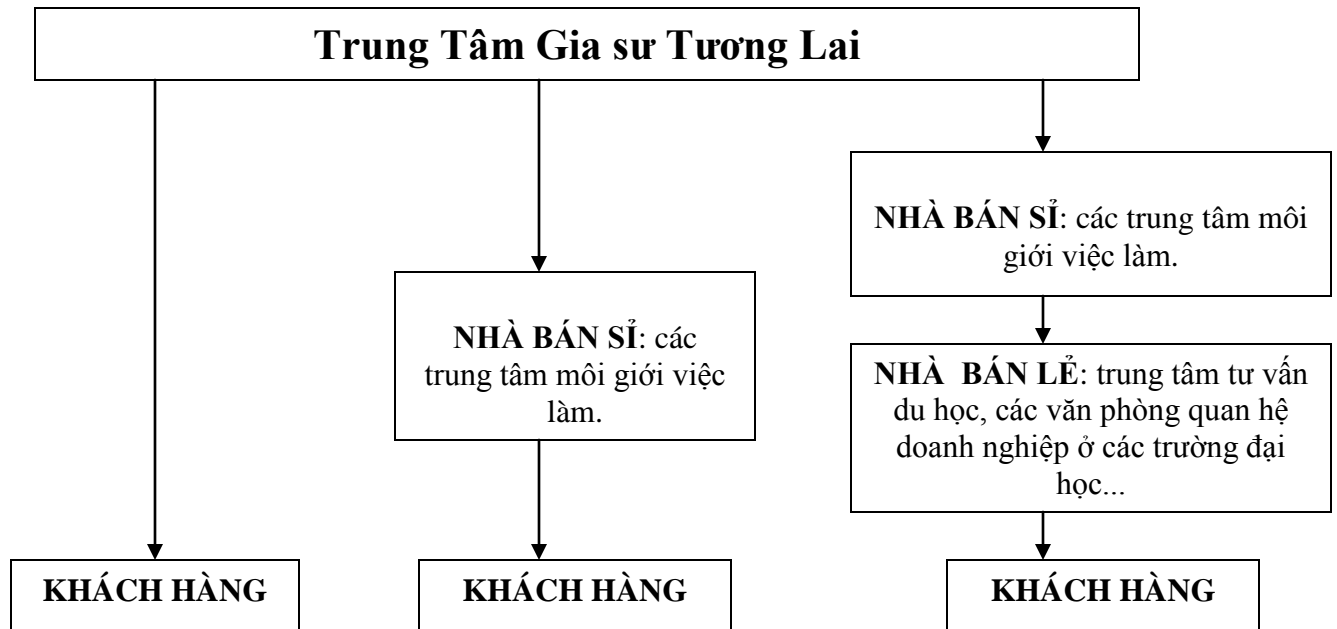 Trung Tâm Gia sư Tương Lai
NHÀ BÁN SỈ: các trung tâm môi
giới việc làm.
NHÀ BÁN SỈ: các
trung tâm môi giới việc
làm.
NHÀ BÁN LẺ: trung tâm tư vấn
du học, các văn phòng quan hệ
doanh nghiệp ở các trường đại
học...
KHÁCH HÀNG
KHÁCH HÀNG
KHÁCH HÀNG